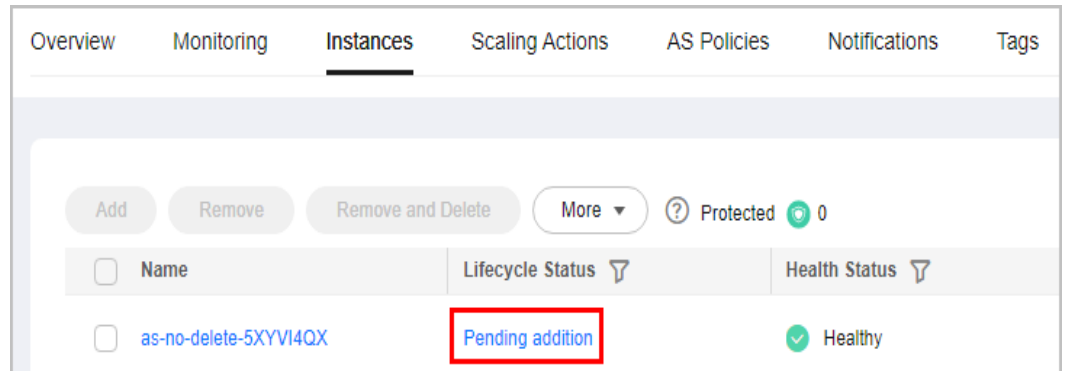 Overview Monitoring Instances Scaling Actions AS Policies Notifications Tags
Add Remove Remove and Delete More Protected 0
Name Lifecycle Status Health Status
as-no-delete-5XYVI4QX Pending addition Healthy